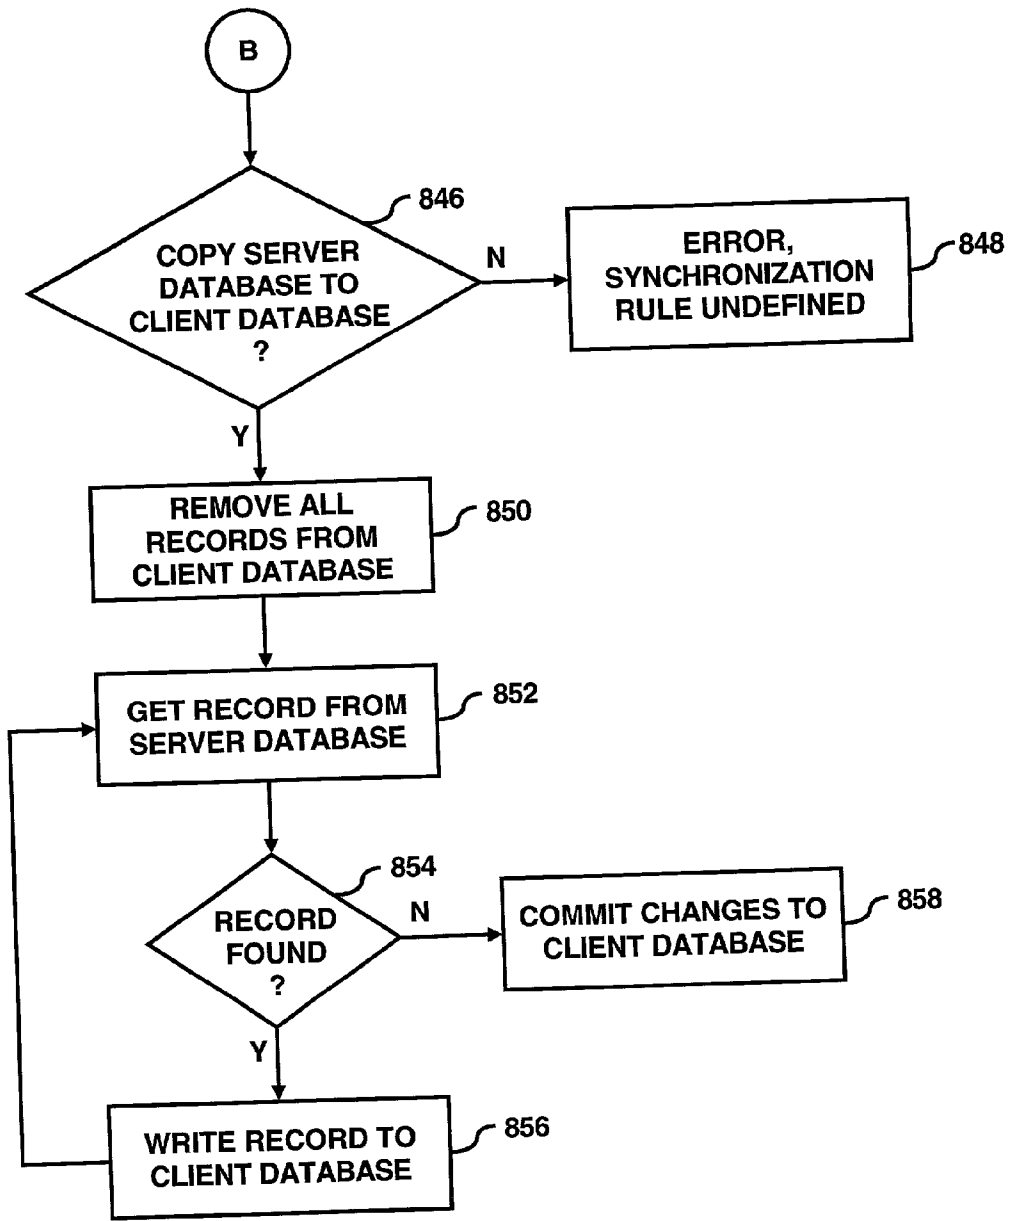 B
846
COPY SERVER
DATABASE TO
CLIENT DATABASE
?
N
ERROR,
SYNCHRONIZATION
RULE UNDEFINED
848
Y
REMOVE ALL
RECORDS FROM
CLIENT DATABASE
850
GET RECORD FROM
SERVER DATABASE
852
854
RECORD
FOUND
?
N
COMMIT CHANGES TO
CLIENT DATABASE
858
Y
WRITE RECORD TO
CLIENT DATABASE
856